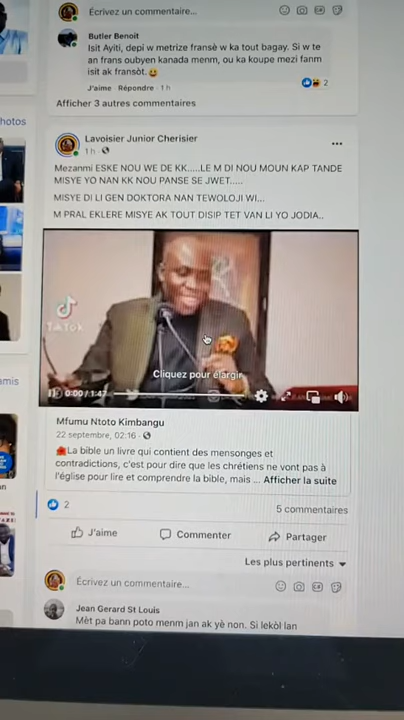 Écrivez un commentaire...
Butler Benoit
Isit Ayiti, depi w metrize fransè w ka tout bagay. Si w te
an frans oubyen kanada menm, ou ka koupe mezi fanm
isit ak fransòt.
J'aime Répondre 1 h
2
Afficher 3 autres commentaires
hotos
Lavoisier Junior Cherisier
1 h
Mezanmi ESKE NOU WE DE KK.....LE M DI NOU MOUN KAP TANDE
MISYE YO NAN KK NOU PANSE SE JWET.....
MISYE DI LI GEN DOKTORA NAN TEWOLOJI WI...
M PRAL EKLERE MISYE AK TOUT DISIP TET VAN LI YO JODIA..
TikTok
Cliquez pour élargir
0:00 / 1:47
amis
Mfumu Ntoto Kimbangu
22 septembre, 02:16
La bible un livre qui contient des mensonges et
contradictions, c'est pour dire que les chrétiens ne vont pas à
l'église pour lire et comprendre la bible, mais ... Afficher la suite
2
5 commentaires
J'aime
Commenter
Partager
Les plus pertinents
Écrivez un commentaire...
Jean Gerard St Louis
Mèt pa bann poto menm jan ak yè non. Si lekòl lan